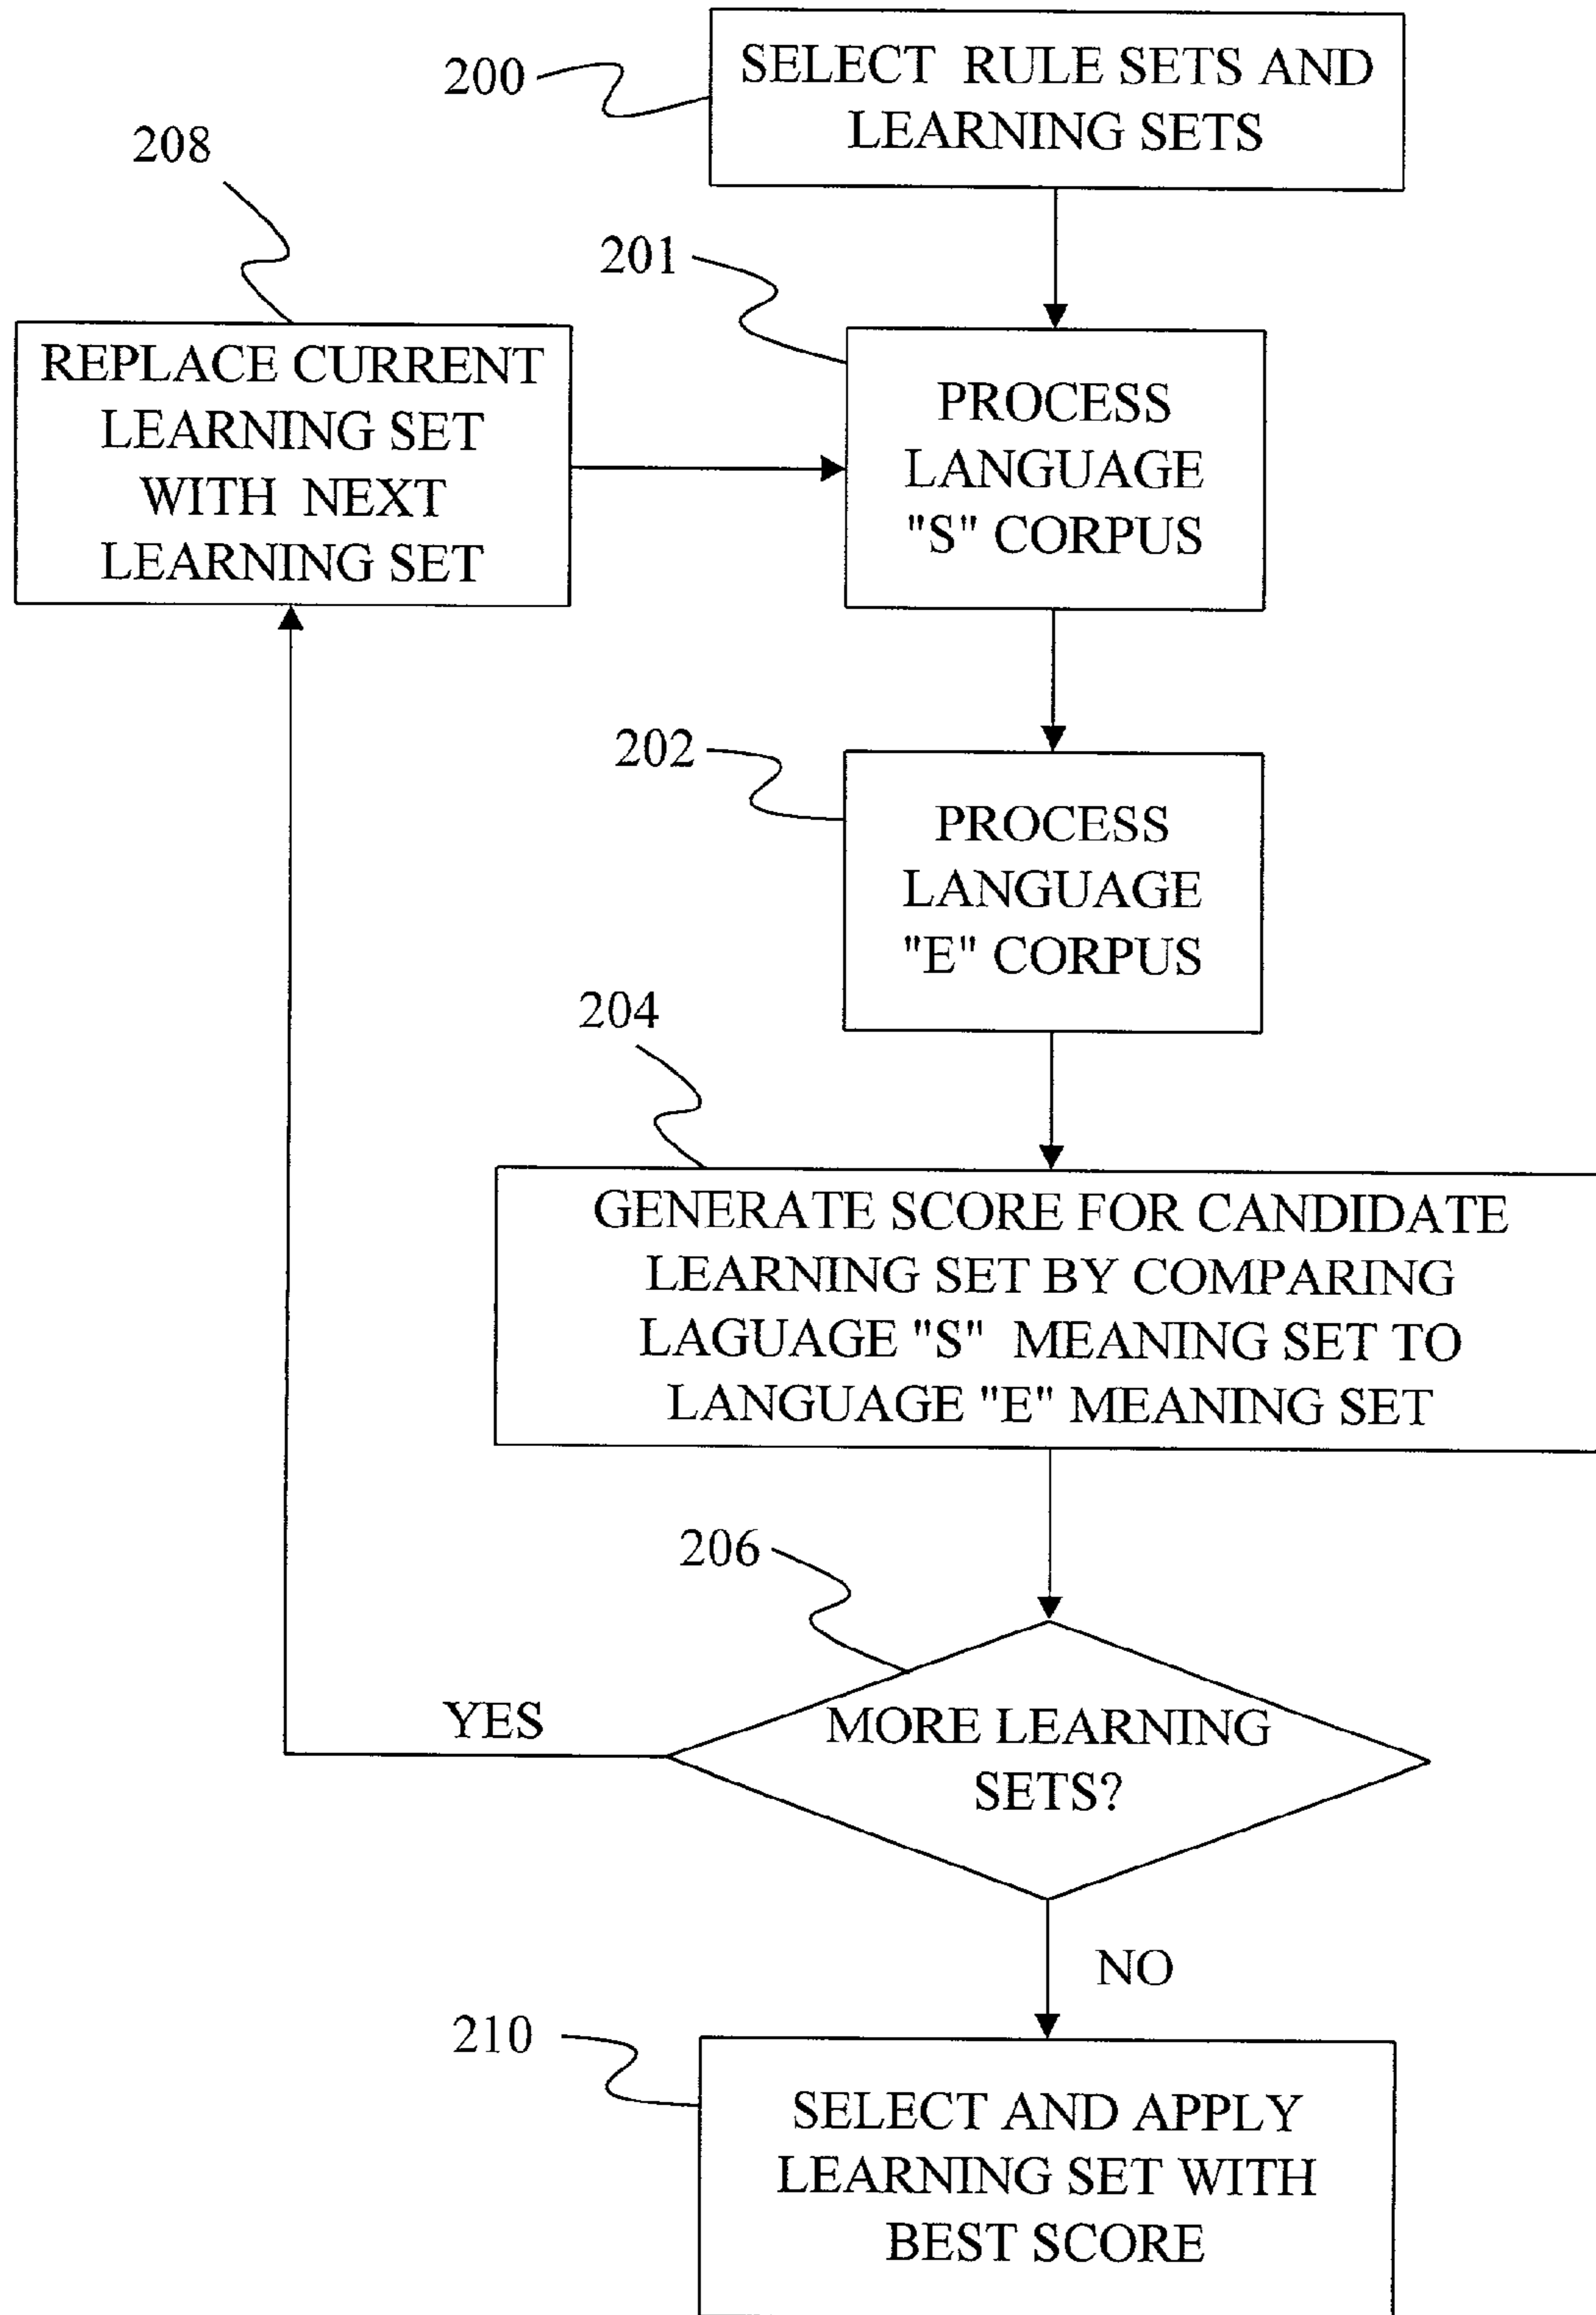 200
SELECT RULE SETS AND
LEARNING SETS
208
201
REPLACE CURRENT
LEARNING SET
WITH NEXT
LEARNING SET
PROCESS
LANGUAGE
"S" CORPUS
202
PROCESS
LANGUAGE
"E" CORPUS
204
GENERATE SCORE FOR CANDIDATE
LEARNING SET BY COMPARING
LAGUAGE "S" MEANING SET TO
LANGUAGE "E" MEANING SET
206
YES
MORE LEARNING
SETS?
NO
210
SELECT AND APPLY
LEARNING SET WITH
BEST SCORE